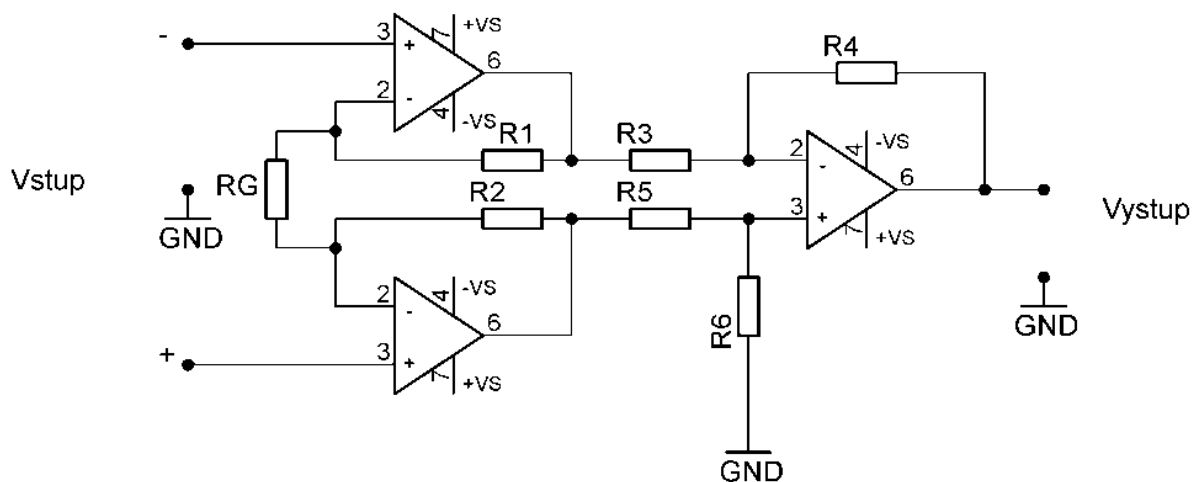 -
3
+
7
+VS
6
2
-
4
-VS
R1
R3
R4
2
-
4
-VS
6
3
+
7
+VS
Vstup
RG
GND
R2
R5
Vystup
GND
2
-
4
-VS
6
+
3
+
7
+VS
R6
GND